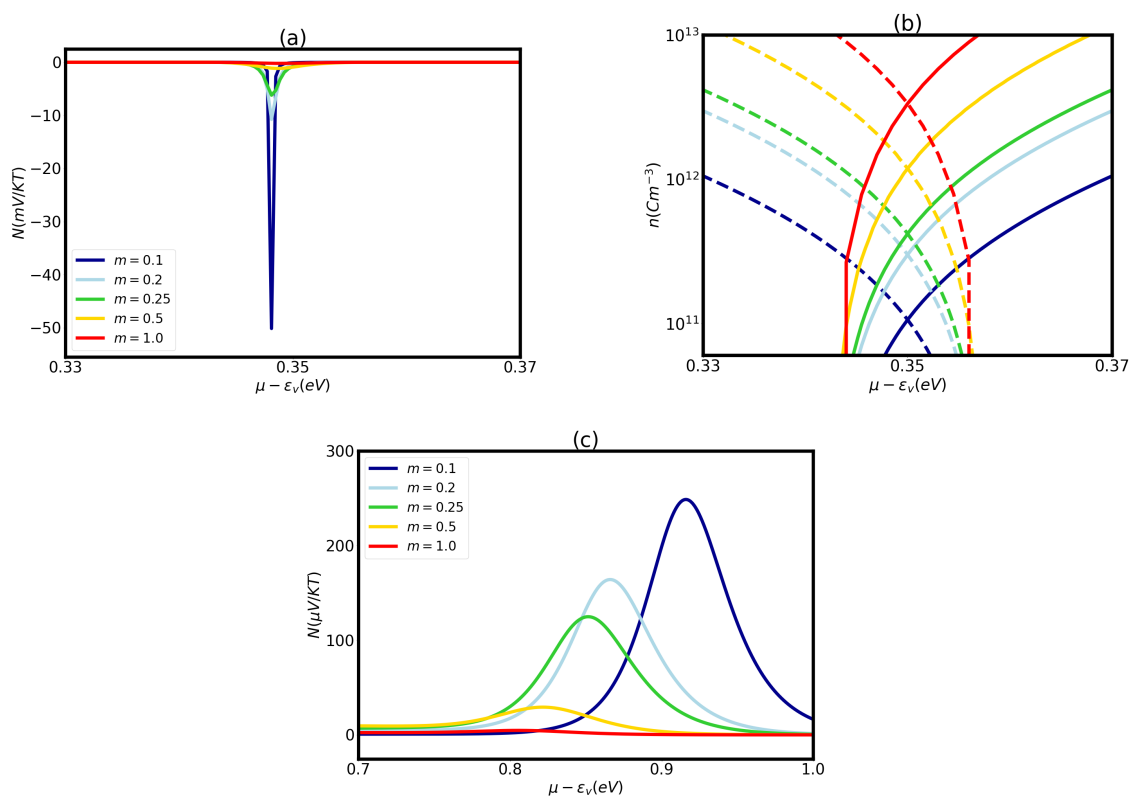 (a)
0
−10
−20
−30
−40
−50
N(mV/KT)
m = 0.1
m = 0.2
m = 0.25
m = 0.5
m = 1.0
0.33 0.35 0.37
μ − ε_v(eV)
(b)
10^13
10^12
10^11
n(Cm^−3)
0.33 0.35 0.37
μ − ε_v(eV)
(c)
300
200
100
0
N(μV/KT)
m = 0.1
m = 0.2
m = 0.25
m = 0.5
m = 1.0
0.7 0.8 0.9 1.0
μ − ε_v(eV)